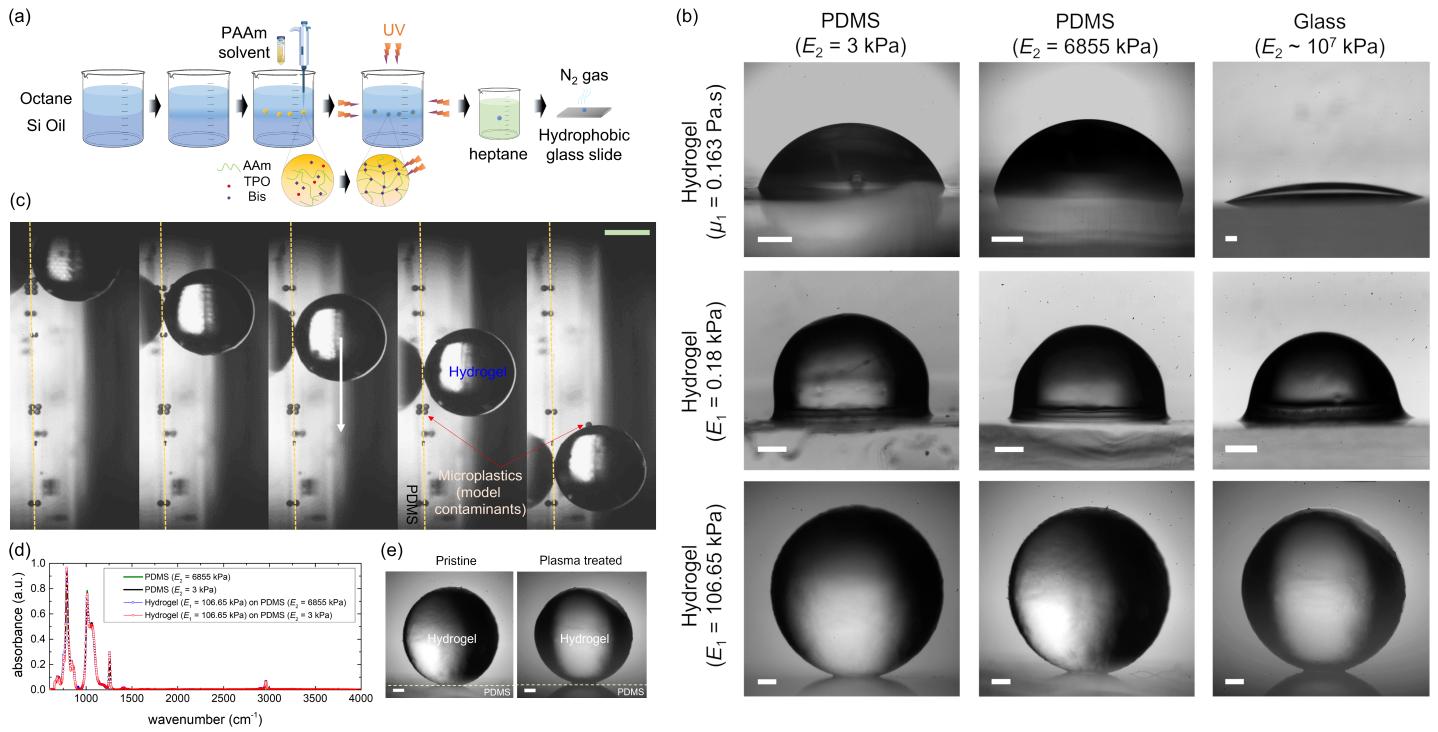 (a)
PAAm
solvent
UV
Octane
Si Oil
N₂ gas
heptane
Hydrophobic
glass slide
AAm
TPO
Bis
(b)
PDMS
(E₂ = 3 kPa)
PDMS
(E₂ = 6855 kPa)
Glass
(E₂ ~ 10⁷ kPa)
Hydrogel
(μ₁ = 0.163 Pa.s)
Hydrogel
(E₁ = 0.18 kPa)
Hydrogel
(E₁ = 106.65 kPa)
(c)
Hydrogel
Microplastics
(model
contaminants)
PDMS
(d)
absorbance (a.u.)
1.0
0.8
0.6
0.4
0.2
0.0
PDMS (E₂ = 6855 kPa)
PDMS (E₂ = 3 kPa)
Hydrogel (E₁ = 106.65 kPa) on PDMS (E₂ = 6855 kPa)
Hydrogel (E₁ = 106.65 kPa) on PDMS (E₂ = 3 kPa)
1000 1500 2000 2500 3000 3500 4000
wavenumber (cm⁻¹)
(e)
Pristine
Plasma treated
Hydrogel
Hydrogel
PDMS
PDMS